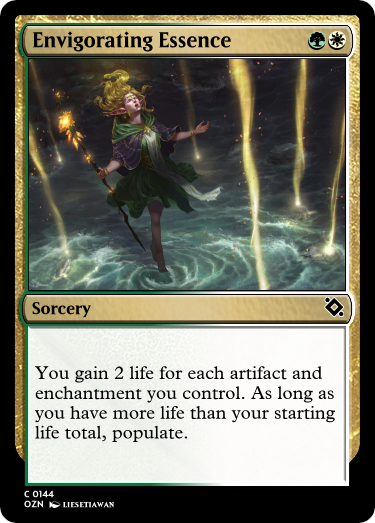 Envigorating Essence
Sorcery
You gain 2 life for each artifact and
enchantment you control. As long as
you have more life than your starting
life total, populate.
C 0144
OZN LIESETIAWAN